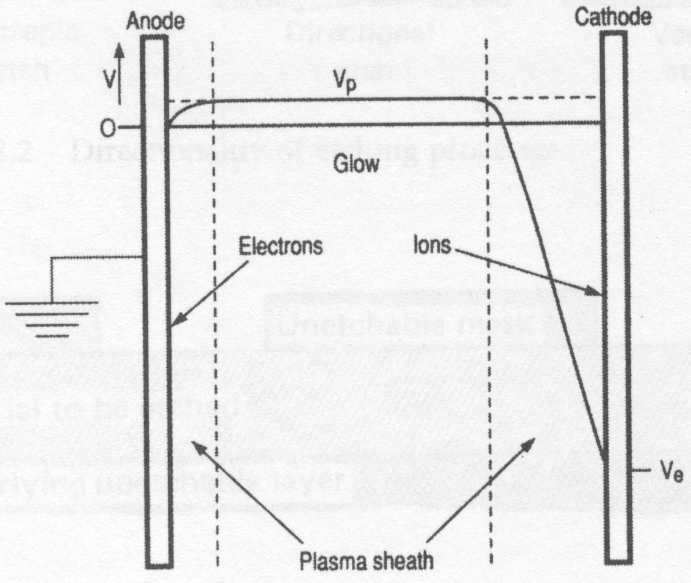 Anode
Cathode
V
Vp
O
Glow
Electrons
Ions
Ve
Plasma sheath
Directional
Unetchable mask